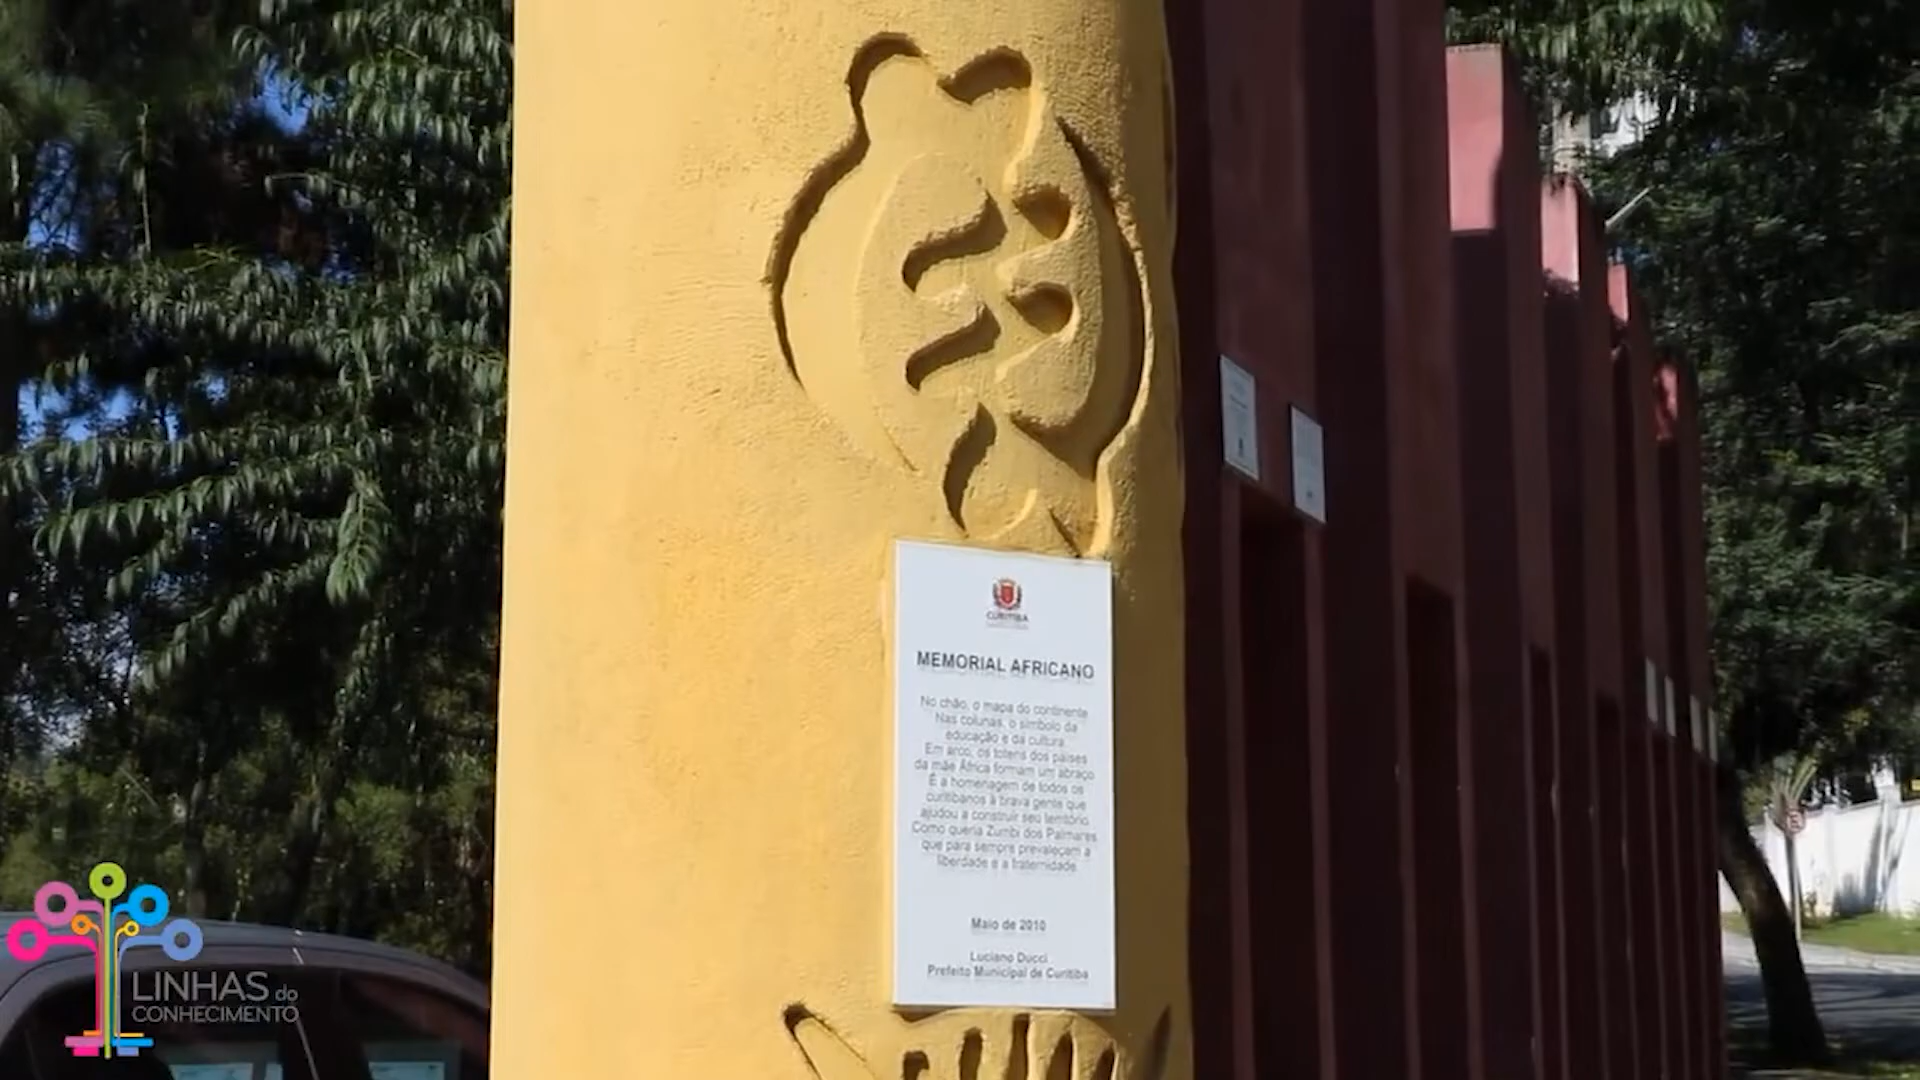 CURITIBA
MEMORIAL AFRICANO
No chão, o mapa do continente
Nas colunas, o símbolo da
educação e da cultura
Em arco, os totens dos países
da mãe África formam um abraço
É a homenagem de todos os
curitibanos à brava gente que
ajudou a construir seu território
Como queria Zumbi dos Palmares
que para sempre prevaleçam a
liberdade e a fraternidade
Maio de 2010
Luciano Ducci
Prefeito Municipal de Curitiba
LINHAS do
CONHECIMENTO